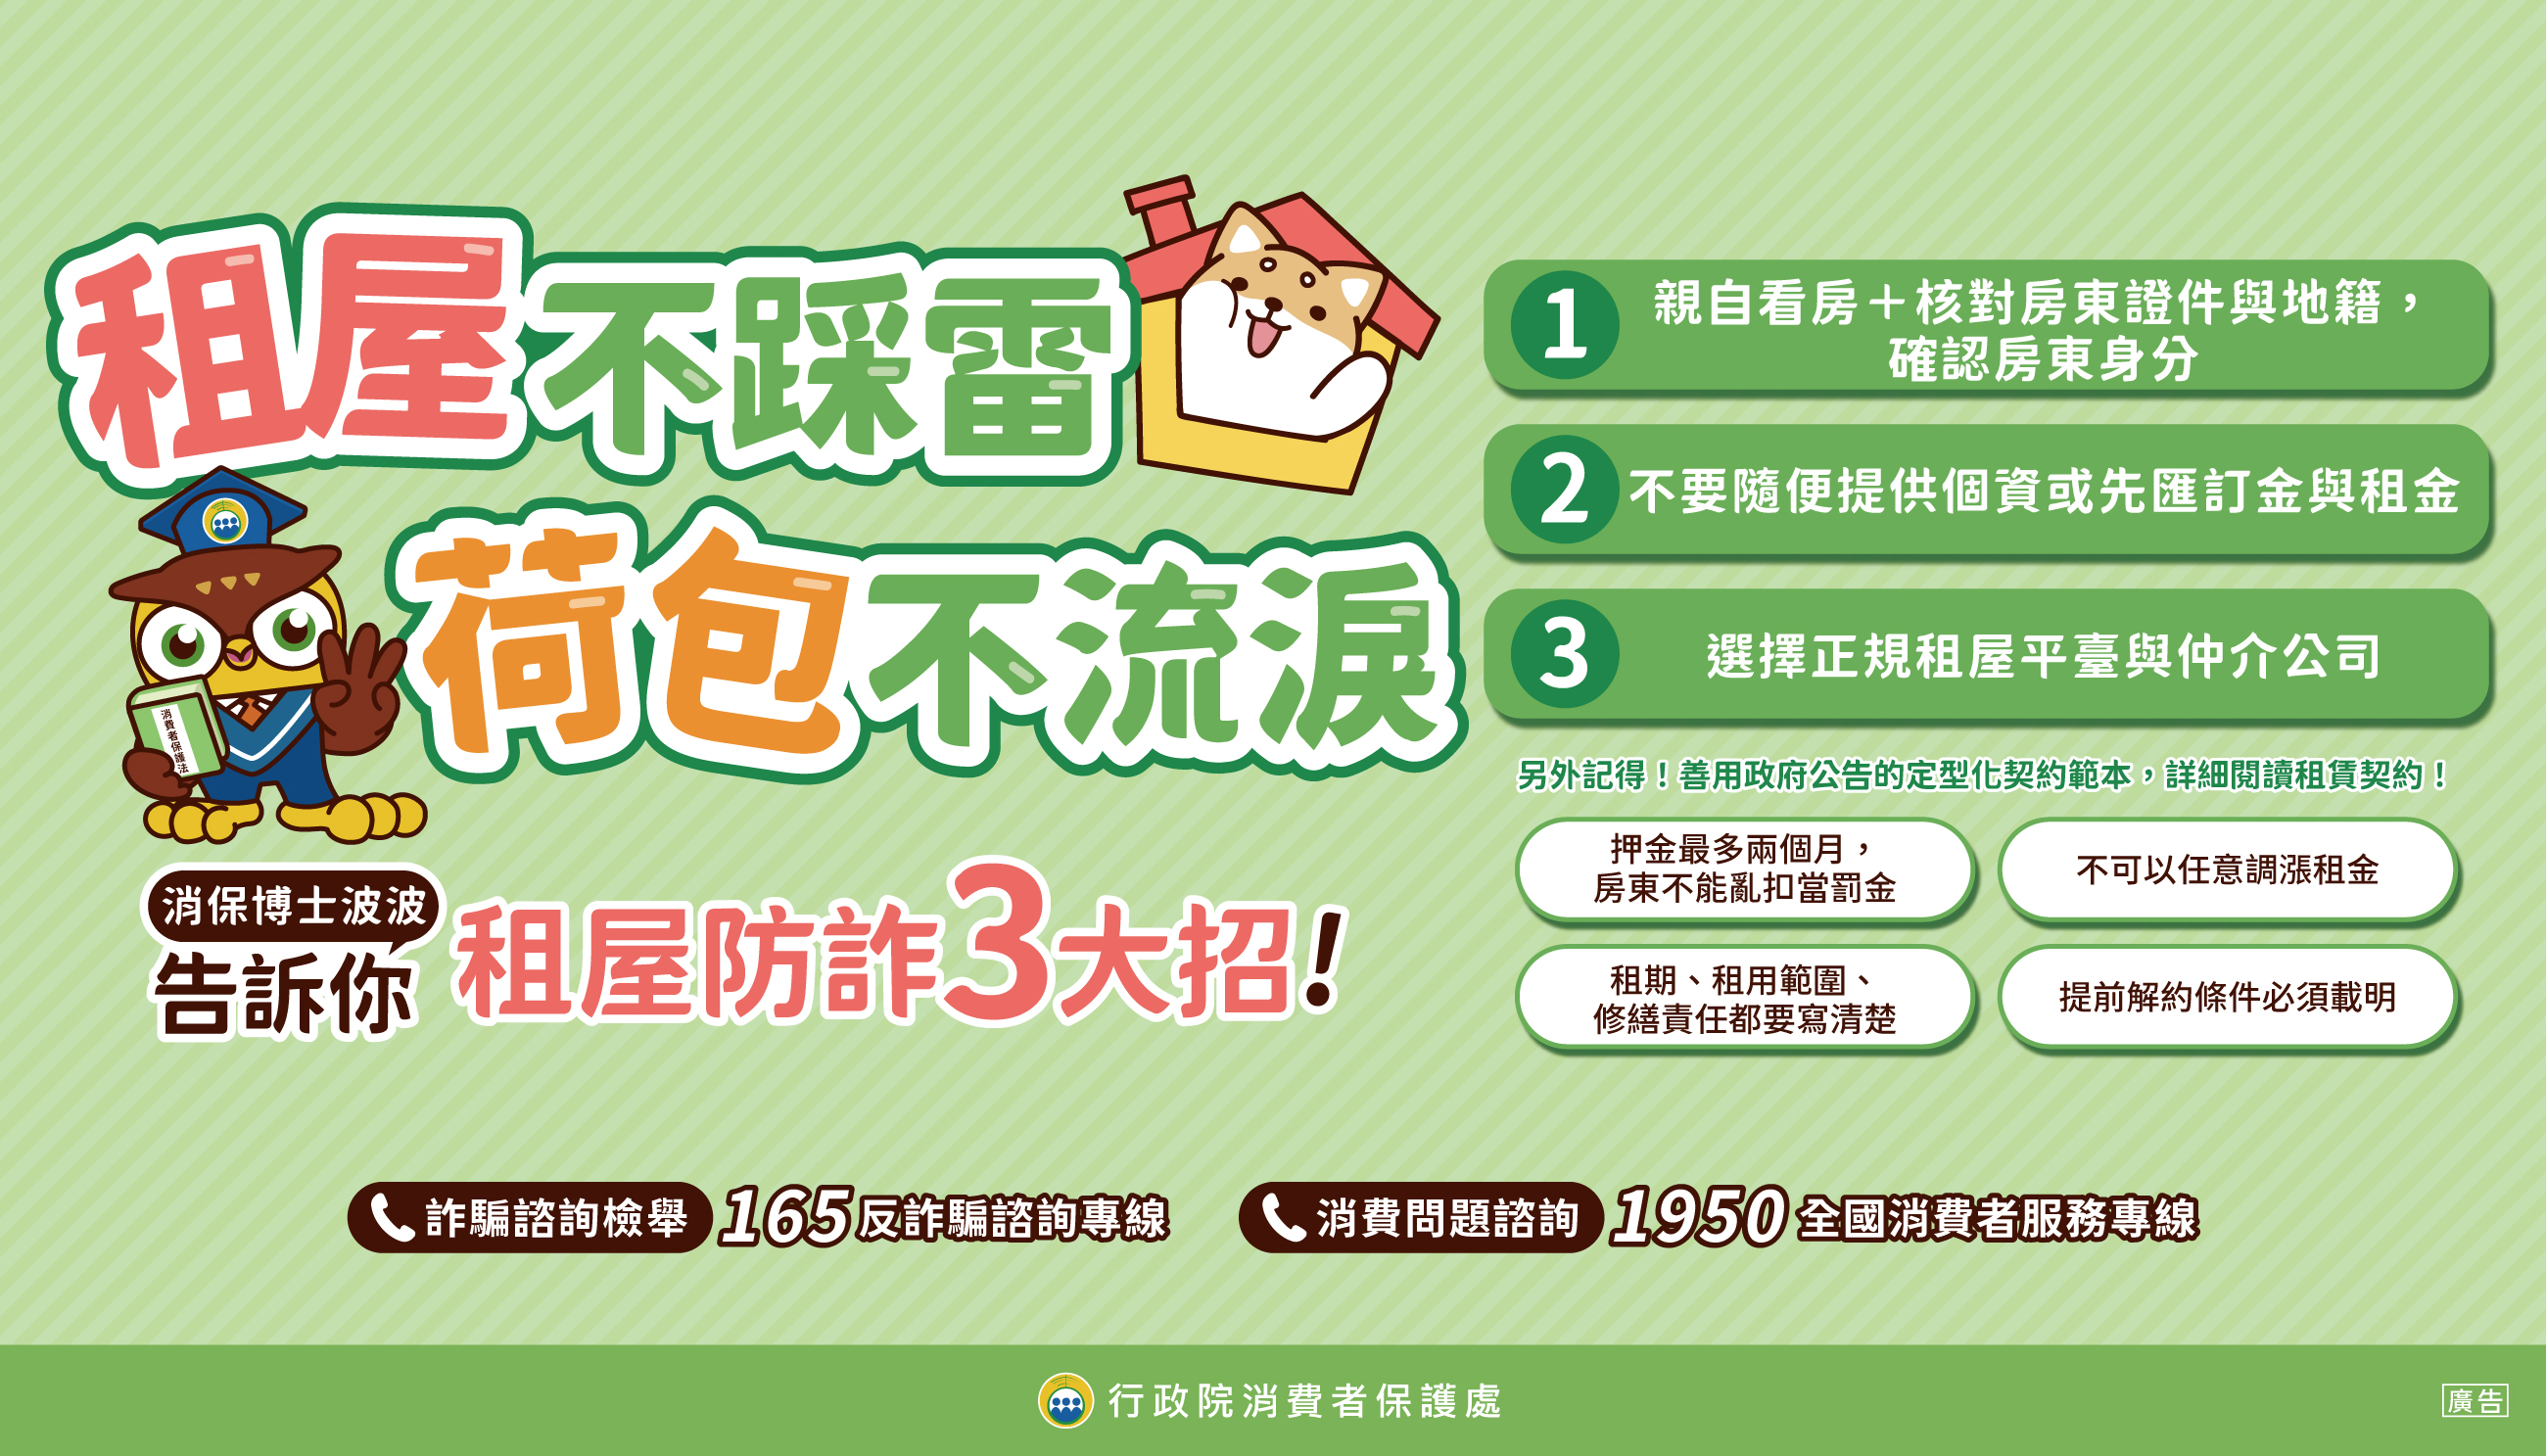 租屋不踩雷
荷包不流淚
消費者保護法
消保博士波波
告訴你
租屋防詐3大招!
1
親自看房＋核對房東證件與地籍，
確認房東身分
2
不要隨便提供個資或先匯訂金與租金
3
選擇正規租屋平臺與仲介公司
另外記得！善用政府公告的定型化契約範本，詳細閱讀租賃契約！
押金最多兩個月，
房東不能亂扣當罰金
不可以任意調漲租金
租期、租用範圍、
修繕責任都要寫清楚
提前解約條件必須載明
詐騙諮詢檢舉 165 反詐騙諮詢專線
消費問題諮詢 1950 全國消費者服務專線
行政院消費者保護處
廣告